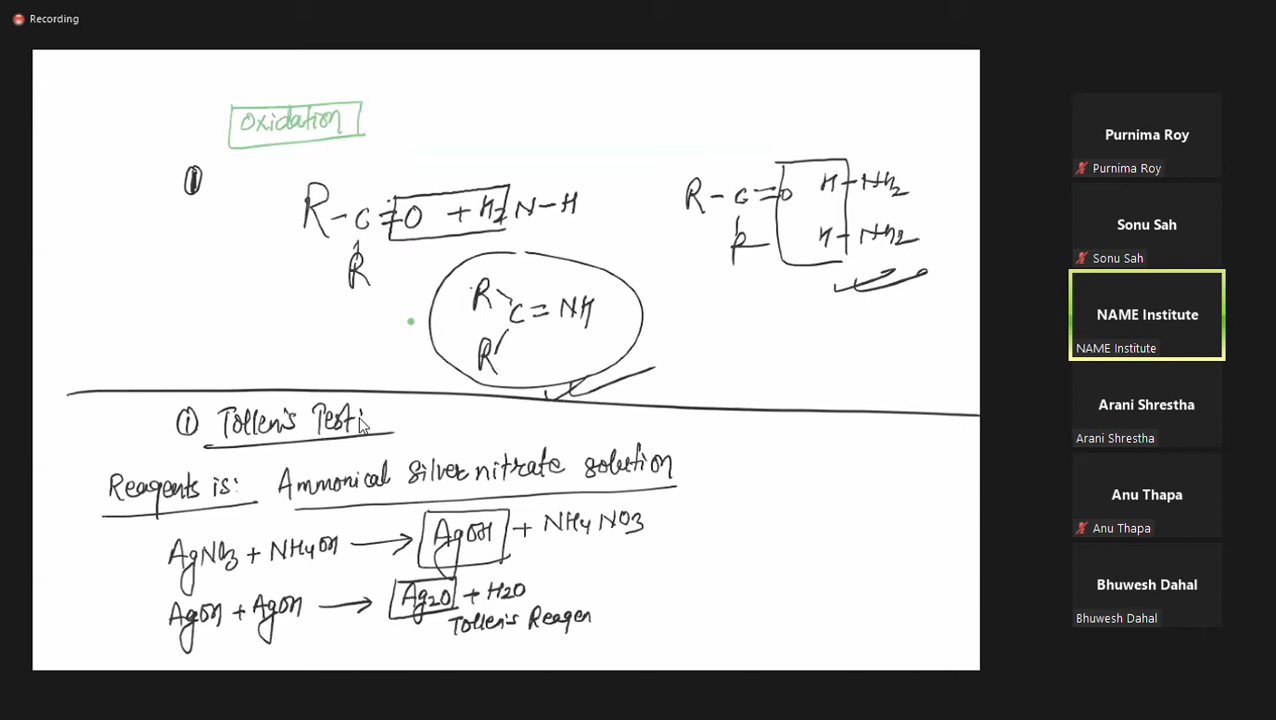 Recording
Oxidation
①
R-C=O + H2 N-H
R
R-C=O H-NH2
R H-NH2
R
C=NH
R
① Tollen's Test:
Reagents is: Ammonical silver nitrate solution
AgNO3 + NH4OH → AgOH + NH4NO3
AgOH + AgOH → Ag2O + H2O
Tollen's Reagen
Purnima Roy
Purnima Roy
Sonu Sah
Sonu Sah
NAME Institute
NAME Institute
Arani Shrestha
Arani Shrestha
Anu Thapa
Anu Thapa
Bhuwesh Dahal
Bhuwesh Dahal